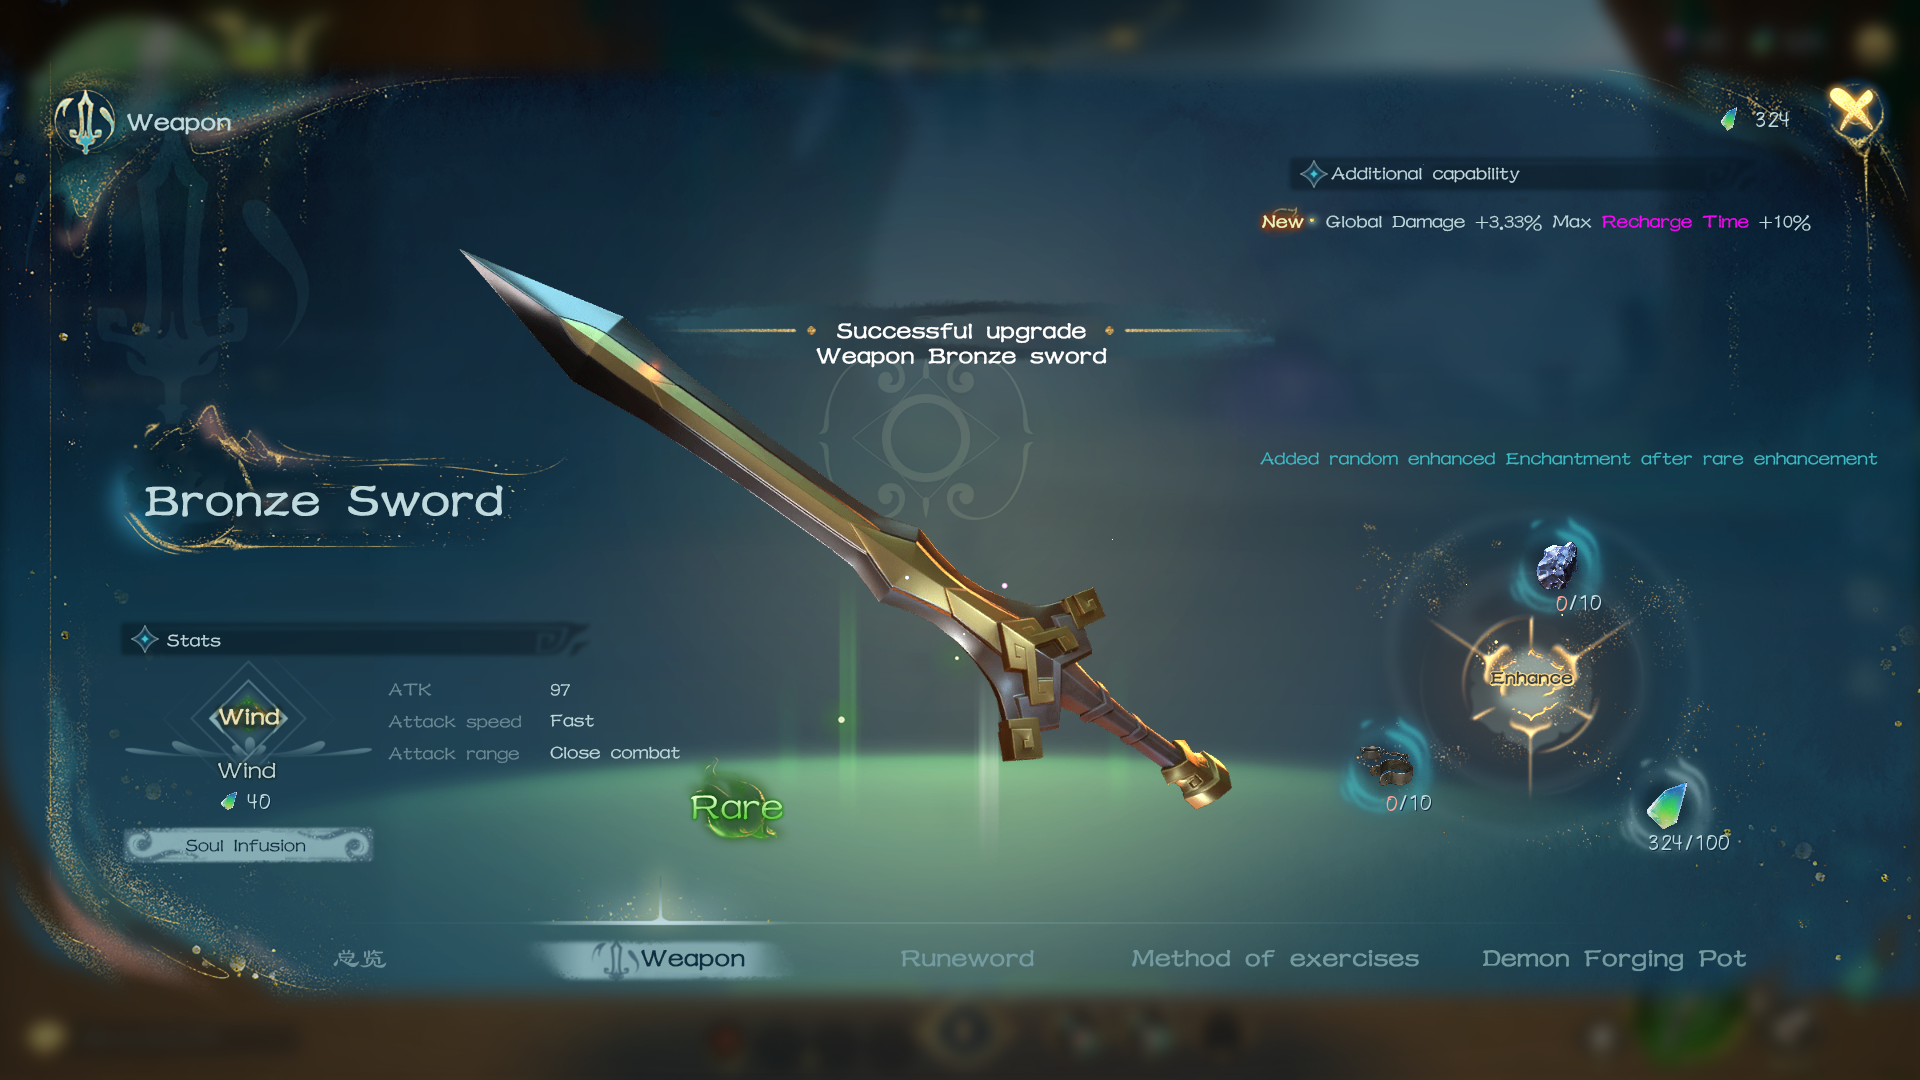 Weapon
324
Additional capability
New • Global Damage +3.33% Max Recharge Time +10%
Successful upgrade
Weapon Bronze sword
Added random enhanced Enchantment after rare enhancement
Bronze Sword
0/10
Stats
Enhance
Wind
ATK 97
Attack speed Fast
Attack range Close combat
Wind
40
Rare
0/10
324/100
Soul Infusion
总览
Weapon
Runeword
Method of exercises
Demon Forging Pot